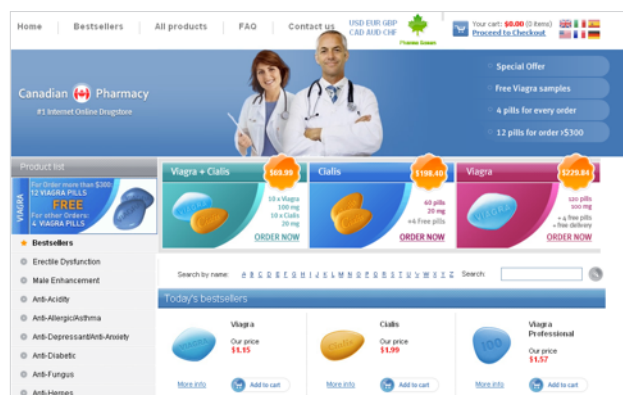 Home
Bestsellers
All products
FAQ
Contact us
USD EUR GBP
CAD AUD CHF
Your cart: $0.00 (0 items)
Proceed to Checkout
Canadian Pharmacy
#1 Internet Online Drugstore
Special Offer
Free Viagra samples
4 pills for every order
12 pills for order >$300
Product list
VIAGRA
For Order more than $300:
12 VIAGRA PILLS
FREE
For other Orders:
4 VIAGRA PILLS
Bestsellers
Erectile Dysfunction
Male Enhancement
Anti-Acidity
Anti-Allergic/Asthma
Anti-Depressant/Anti-Anxiety
Anti-Diabetic
Anti-Fungus
Viagra + Cialis
$60.99
10 x Viagra
100 mg
10 x Cialis
20 mg
ORDER NOW
Cialis
$198.40
60 pills
20 mg
+4 free pills
ORDER NOW
Viagra
$229.84
120 pills
100 mg
+ 4 free pills
+ free delivery
ORDER NOW
Search by name: A B C D E F G H I J K L M N O P Q R S T U V W X Y Z Search:
Today's bestsellers
VIAGRA
Viagra
Our price
$1.15
More info
Add to cart
Cialis
Cialis
Our price
$1.99
More info
Add to cart
100
Viagra
Professional
Our price
$1.57
More info
Add to cart